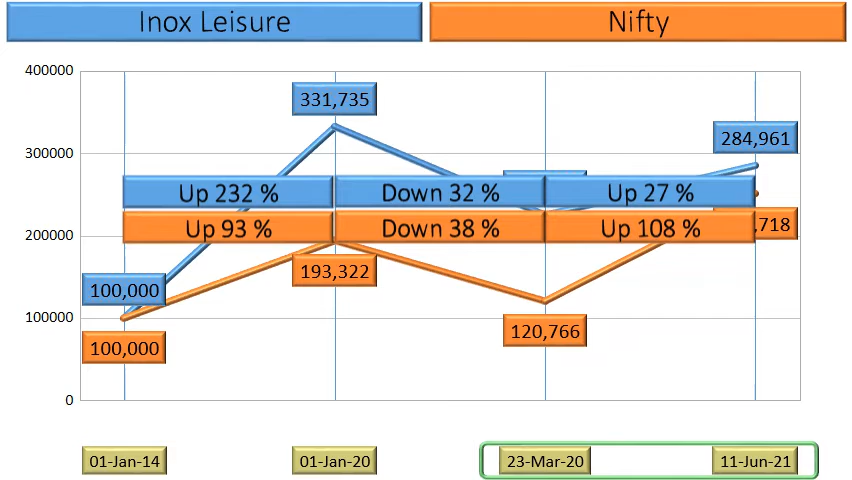 Inox Leisure
Nifty
400000
331,735
284,961
300000
Up 232 %
Down 32 %
Up 27 %
Up 93 %
Down 38 %
Up 108 %
,718
200000
193,322
100,000
100000
120,766
100,000
0
01-Jan-14
01-Jan-20
23-Mar-20
11-Jun-21